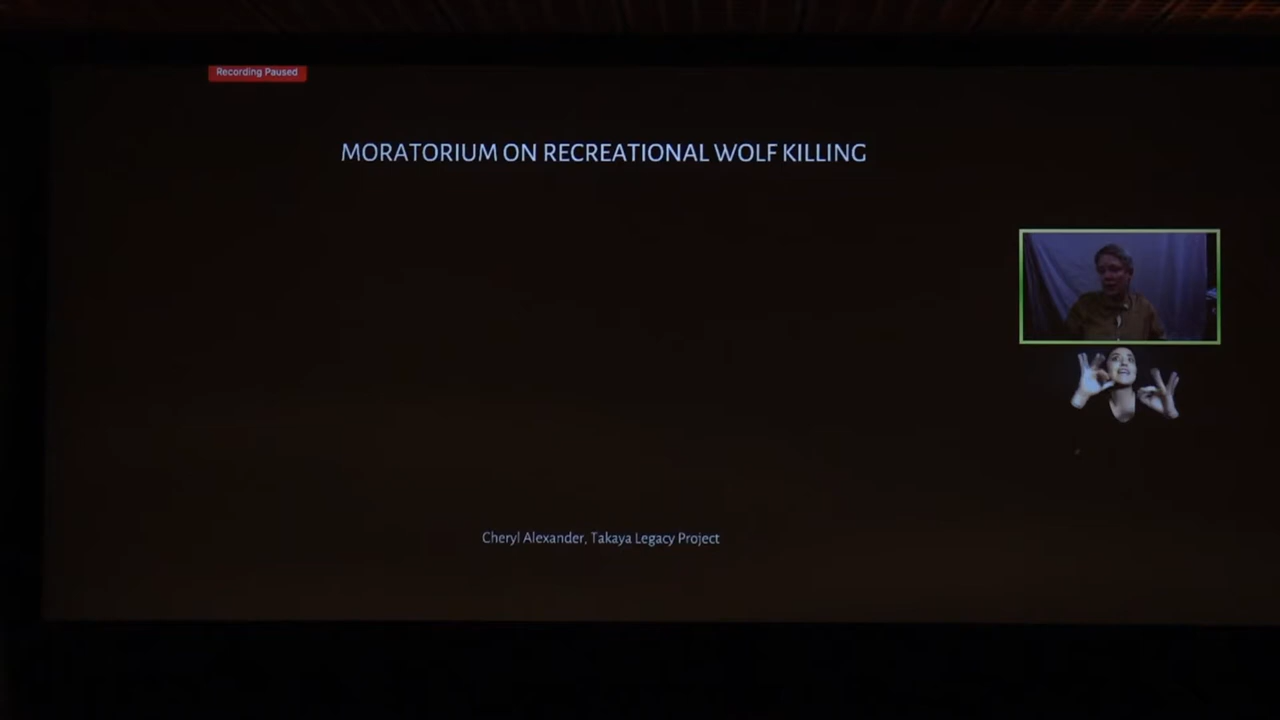 Recording Paused
MORATORIUM ON RECREATIONAL WOLF KILLING
Cheryl Alexander, Takaya Legacy Project